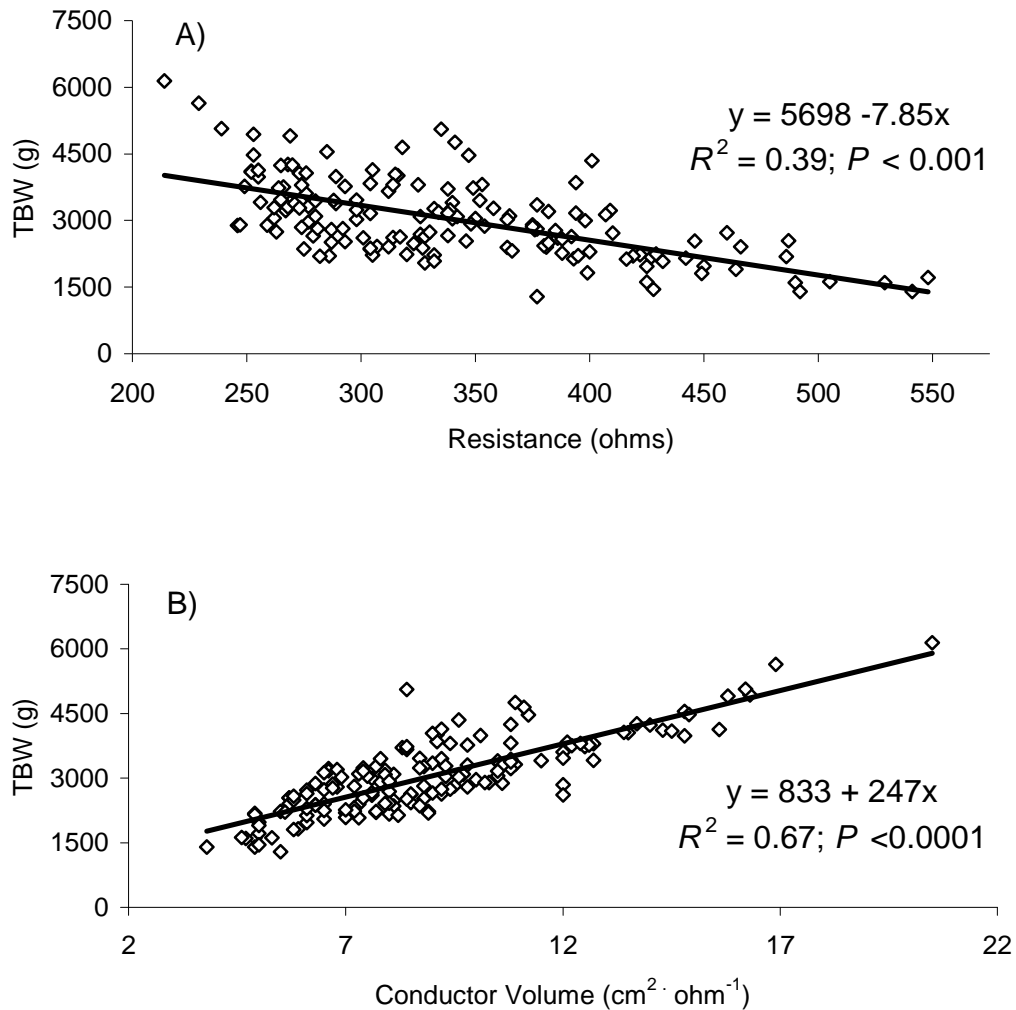 A)
7500
6000
4500
3000
1500
0
TBW (g)
y = 5698 -7.85x
R² = 0.39; P < 0.001
200 250 300 350 400 450 500 550
Resistance (ohms)
B)
7500
6000
4500
3000
1500
0
TBW (g)
y = 833 + 247x
R² = 0.67; P <0.0001
2 7 12 17 22
Conductor Volume (cm² · ohm⁻¹)